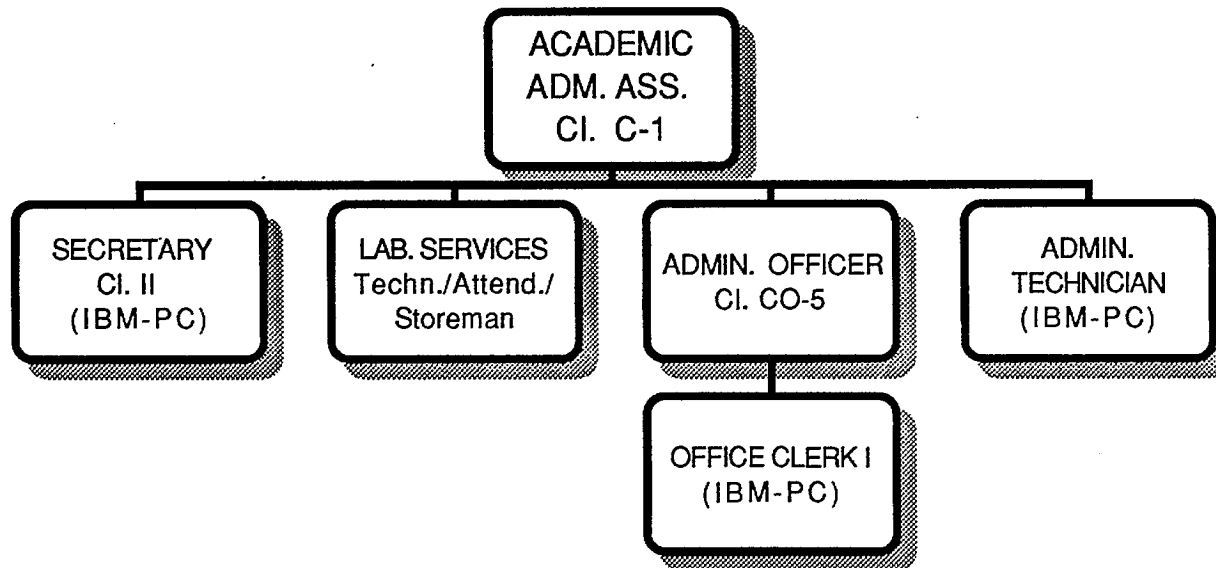 ACADEMIC
ADM. ASS.
Cl. C-1
SECRETARY
Cl. II
(IBM-PC)
LAB. SERVICES
Techn./Attend./
Storeman
ADMIN. OFFICER
Cl. CO-5
ADMIN.
TECHNICIAN
(IBM-PC)
OFFICE CLERK I
(IBM-PC)